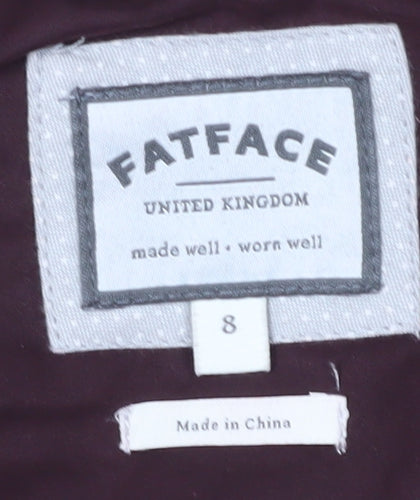 FATFACE
UNITED KINGDOM
made well • worn well
8
Made in China